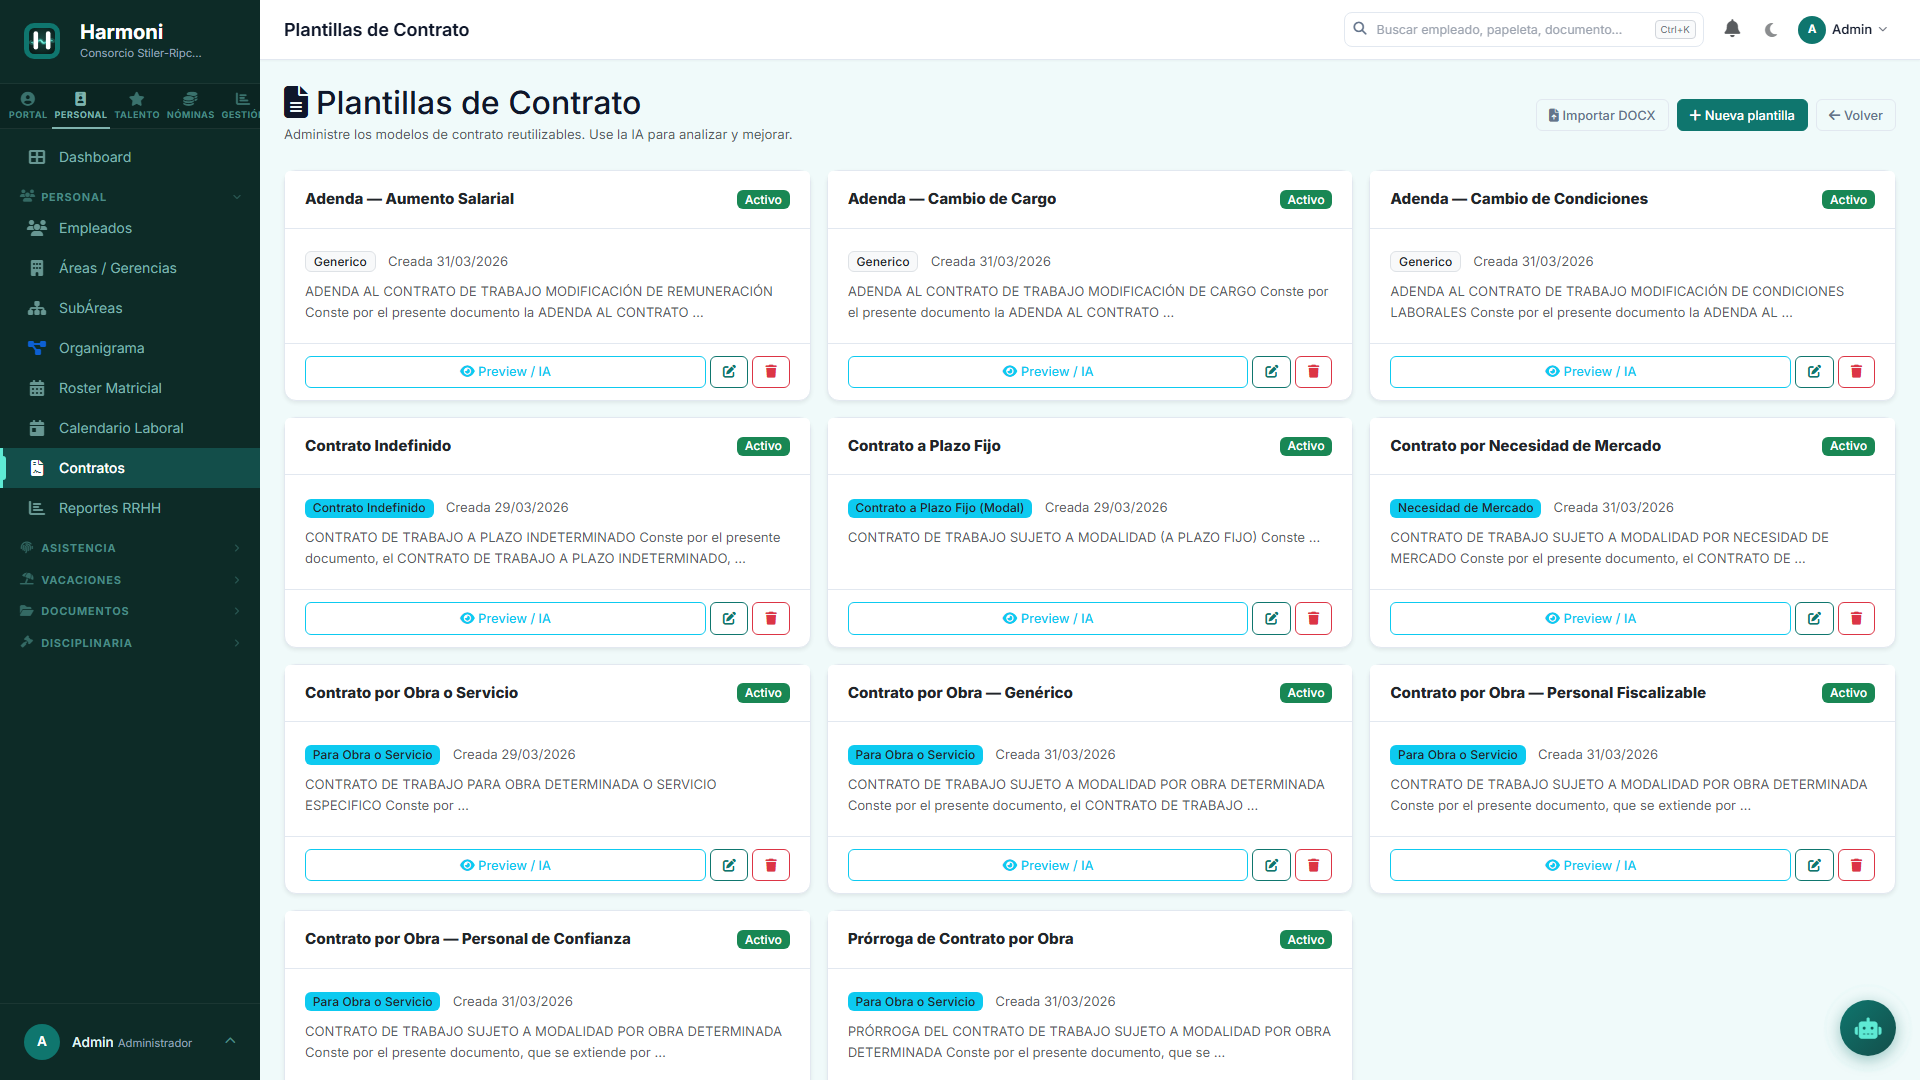 Harmoni
Consorcio Stiler-Ripc...
PORTAL
PERSONAL
TALENTO
NÓMINAS
GESTIÓN
Dashboard
PERSONAL
Empleados
Áreas / Gerencias
SubÁreas
Organigrama
Roster Matricial
Calendario Laboral
Contratos
Reportes RRHH
ASISTENCIA
VACACIONES
DOCUMENTOS
DISCIPLINARIA
A
Admin Administrador
Plantillas de Contrato
Buscar empleado, papeleta, documento...
Ctrl+K
A
Admin
Plantillas de Contrato
Administre los modelos de contrato reutilizables. Use la IA para analizar y mejorar.
Importar DOCX
Nueva plantilla
Volver
Adenda — Aumento Salarial
Activo
Generico
Creada 31/03/2026
ADENDA AL CONTRATO DE TRABAJO MODIFICACIÓN DE REMUNERACIÓN
Conste por el presente documento la ADENDA AL CONTRATO ...
Preview / IA
Adenda — Cambio de Cargo
Activo
Generico
Creada 31/03/2026
ADENDA AL CONTRATO DE TRABAJO MODIFICACIÓN DE CARGO Conste por
el presente documento la ADENDA AL CONTRATO ...
Preview / IA
Adenda — Cambio de Condiciones
Activo
Generico
Creada 31/03/2026
ADENDA AL CONTRATO DE TRABAJO MODIFICACIÓN DE CONDICIONES
LABORALES Conste por el presente documento la ADENDA AL ...
Preview / IA
Contrato Indefinido
Activo
Contrato Indefinido
Creada 29/03/2026
CONTRATO DE TRABAJO A PLAZO INDETERMINADO Conste por el presente
documento, el CONTRATO DE TRABAJO A PLAZO INDETERMINADO, ...
Preview / IA
Contrato a Plazo Fijo
Activo
Contrato a Plazo Fijo (Modal)
Creada 29/03/2026
CONTRATO DE TRABAJO SUJETO A MODALIDAD (A PLAZO FIJO) Conste ...
Preview / IA
Contrato por Necesidad de Mercado
Activo
Necesidad de Mercado
Creada 31/03/2026
CONTRATO DE TRABAJO SUJETO A MODALIDAD POR NECESIDAD DE
MERCADO Conste por el presente documento, el CONTRATO DE ...
Preview / IA
Contrato por Obra o Servicio
Activo
Para Obra o Servicio
Creada 29/03/2026
CONTRATO DE TRABAJO PARA OBRA DETERMINADA O SERVICIO
ESPECIFICO Conste por ...
Preview / IA
Contrato por Obra — Genérico
Activo
Para Obra o Servicio
Creada 31/03/2026
CONTRATO DE TRABAJO SUJETO A MODALIDAD POR OBRA DETERMINADA
Conste por el presente documento, el CONTRATO DE TRABAJO ...
Preview / IA
Contrato por Obra — Personal Fiscalizable
Activo
Para Obra o Servicio
Creada 31/03/2026
CONTRATO DE TRABAJO SUJETO A MODALIDAD POR OBRA DETERMINADA
Conste por el presente documento, que se extiende por ...
Preview / IA
Contrato por Obra — Personal de Confianza
Activo
Para Obra o Servicio
Creada 31/03/2026
CONTRATO DE TRABAJO SUJETO A MODALIDAD POR OBRA DETERMINADA
Conste por el presente documento, que se extiende por ...
Prórroga de Contrato por Obra
Activo
Para Obra o Servicio
Creada 31/03/2026
PRÓRROGA DEL CONTRATO DE TRABAJO SUJETO A MODALIDAD POR OBRA
DETERMINADA Conste por el presente documento, que se ...